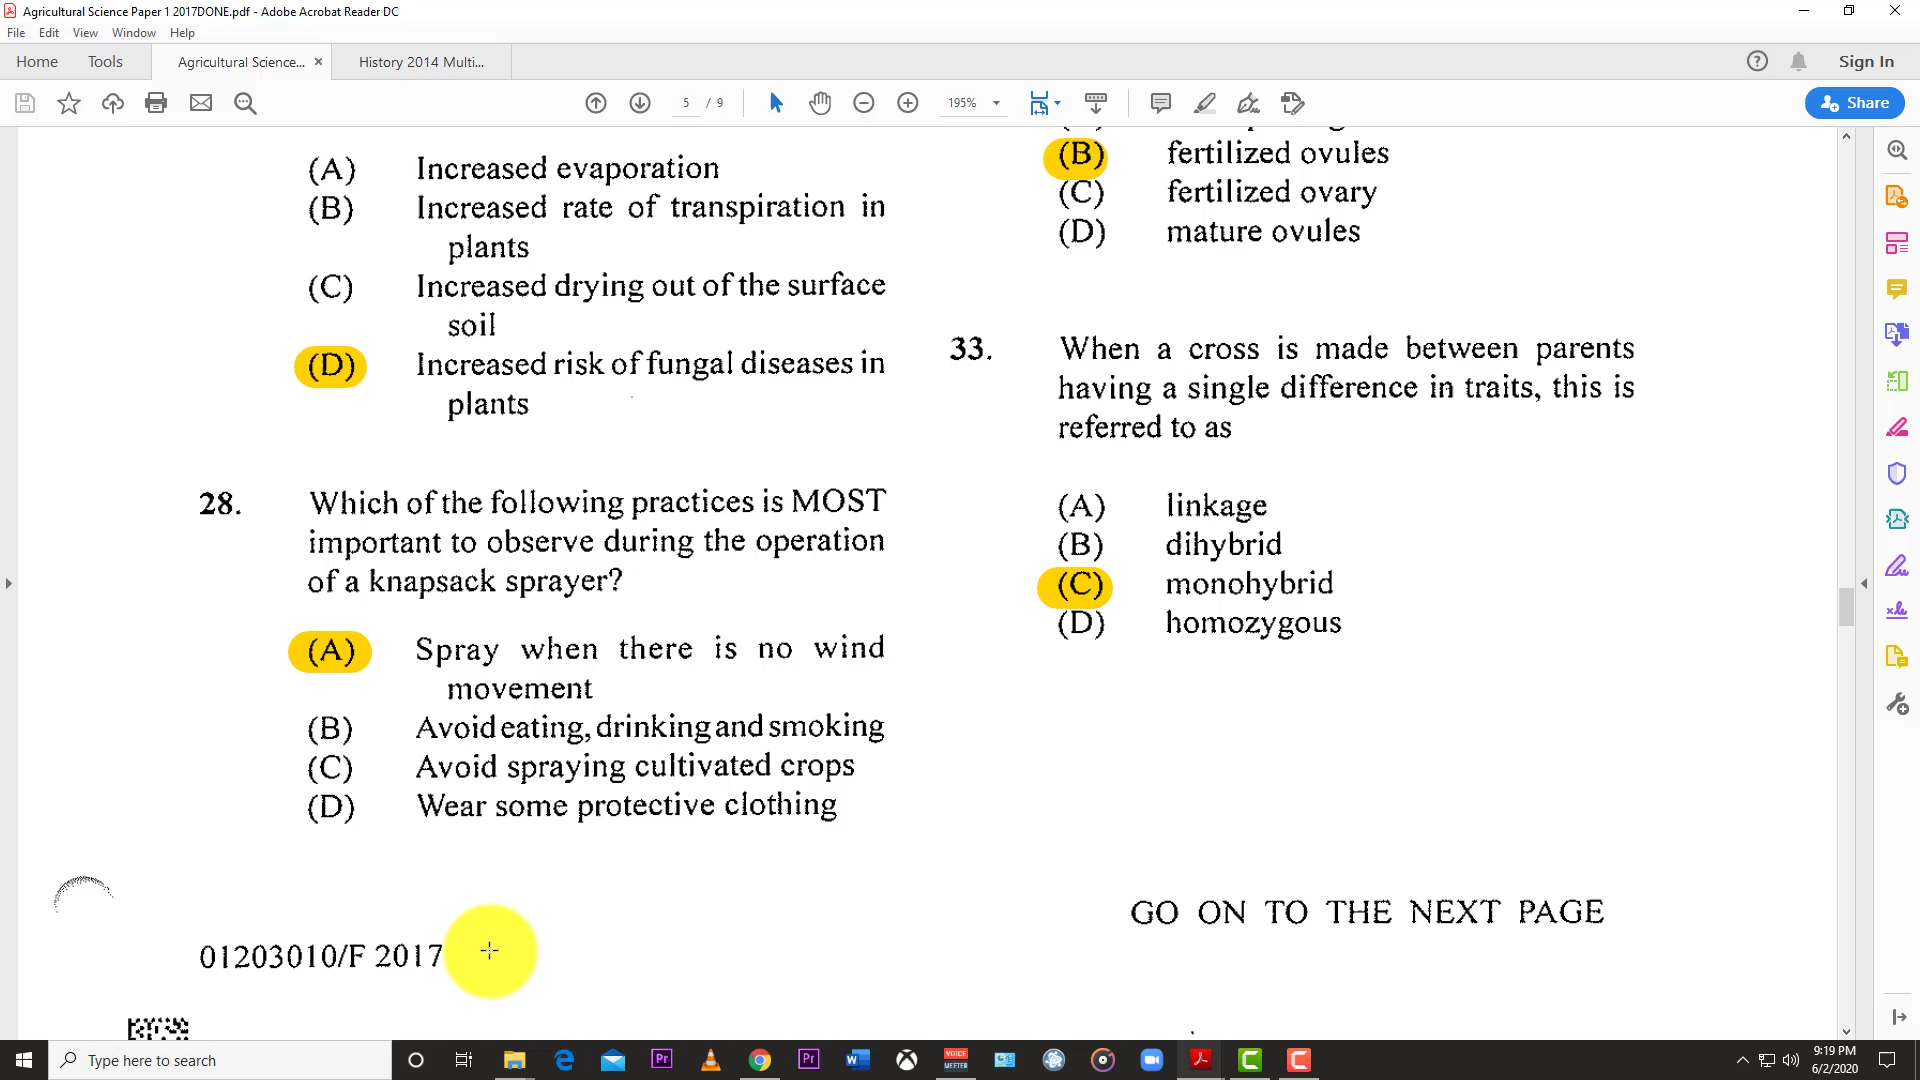 Agricultural Science Paper 1 2017DONE.pdf - Adobe Acrobat Reader DC
File Edit View Window Help
Home Tools Agricultural Science... × History 2014 Multi... Sign In
5 / 9 195% Share
(A) Increased evaporation
(B) Increased rate of transpiration in
plants
(C) Increased drying out of the surface
soil
(D) Increased risk of fungal diseases in
plants
28. Which of the following practices is MOST
important to observe during the operation
of a knapsack sprayer?
(A) Spray when there is no wind
movement
(B) Avoid eating, drinking and smoking
(C) Avoid spraying cultivated crops
(D) Wear some protective clothing
01203010/F 2017
(B) fertilized ovules
(C) fertilized ovary
(D) mature ovules
33. When a cross is made between parents
having a single difference in traits, this is
referred to as
(A) linkage
(B) dihybrid
(C) monohybrid
(D) homozygous
GO ON TO THE NEXT PAGE
Type here to search
Pr
Pr
VOICE
MEETER
9:19 PM
6/2/2020